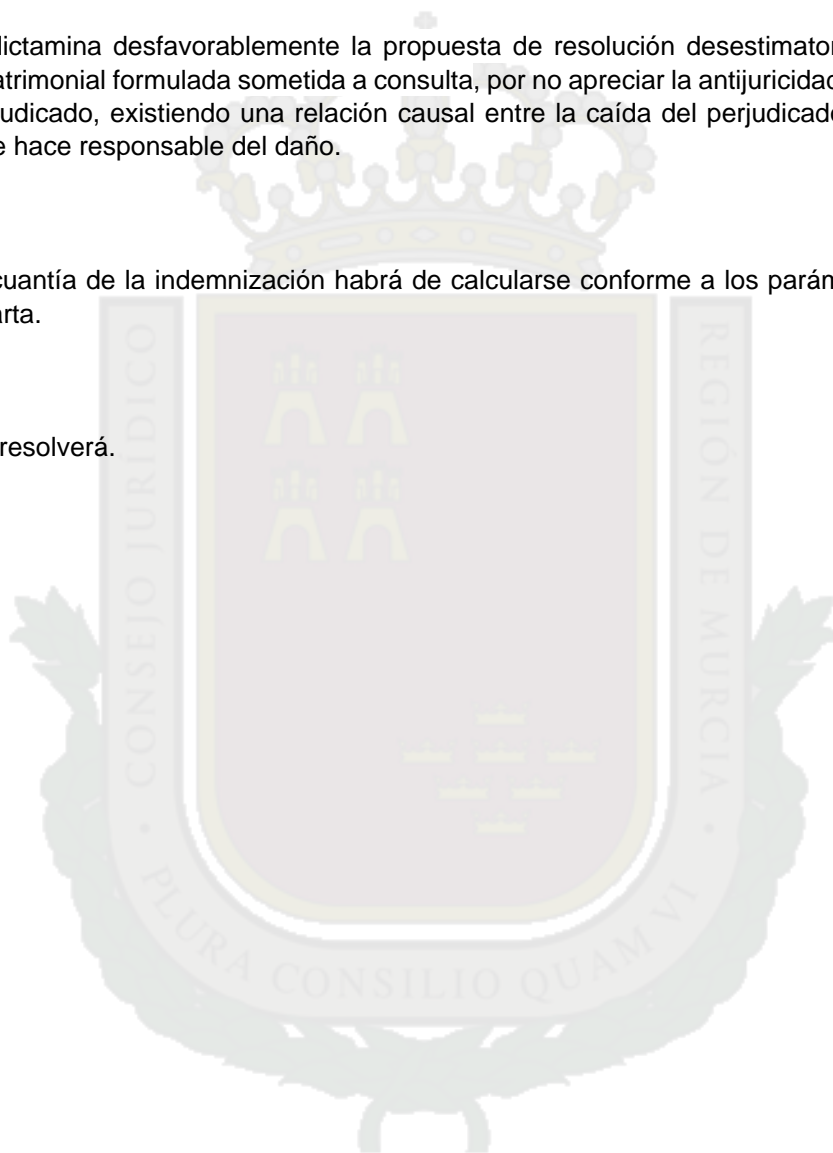 dictamina desfavorablemente la propuesta de resolución desestimator
atrimonial formulada sometida a consulta, por no apreciar la antijuricidad
judicado, existiendo una relación causal entre la caída del perjudicado
e hace responsable del daño.
cuantía de la indemnización habrá de calcularse conforme a los parám
arta.
resolverá.
CONSEJO JURÍDICO
REGIÓN DE MURCIA
PLURA CONSILIO QUAM VI